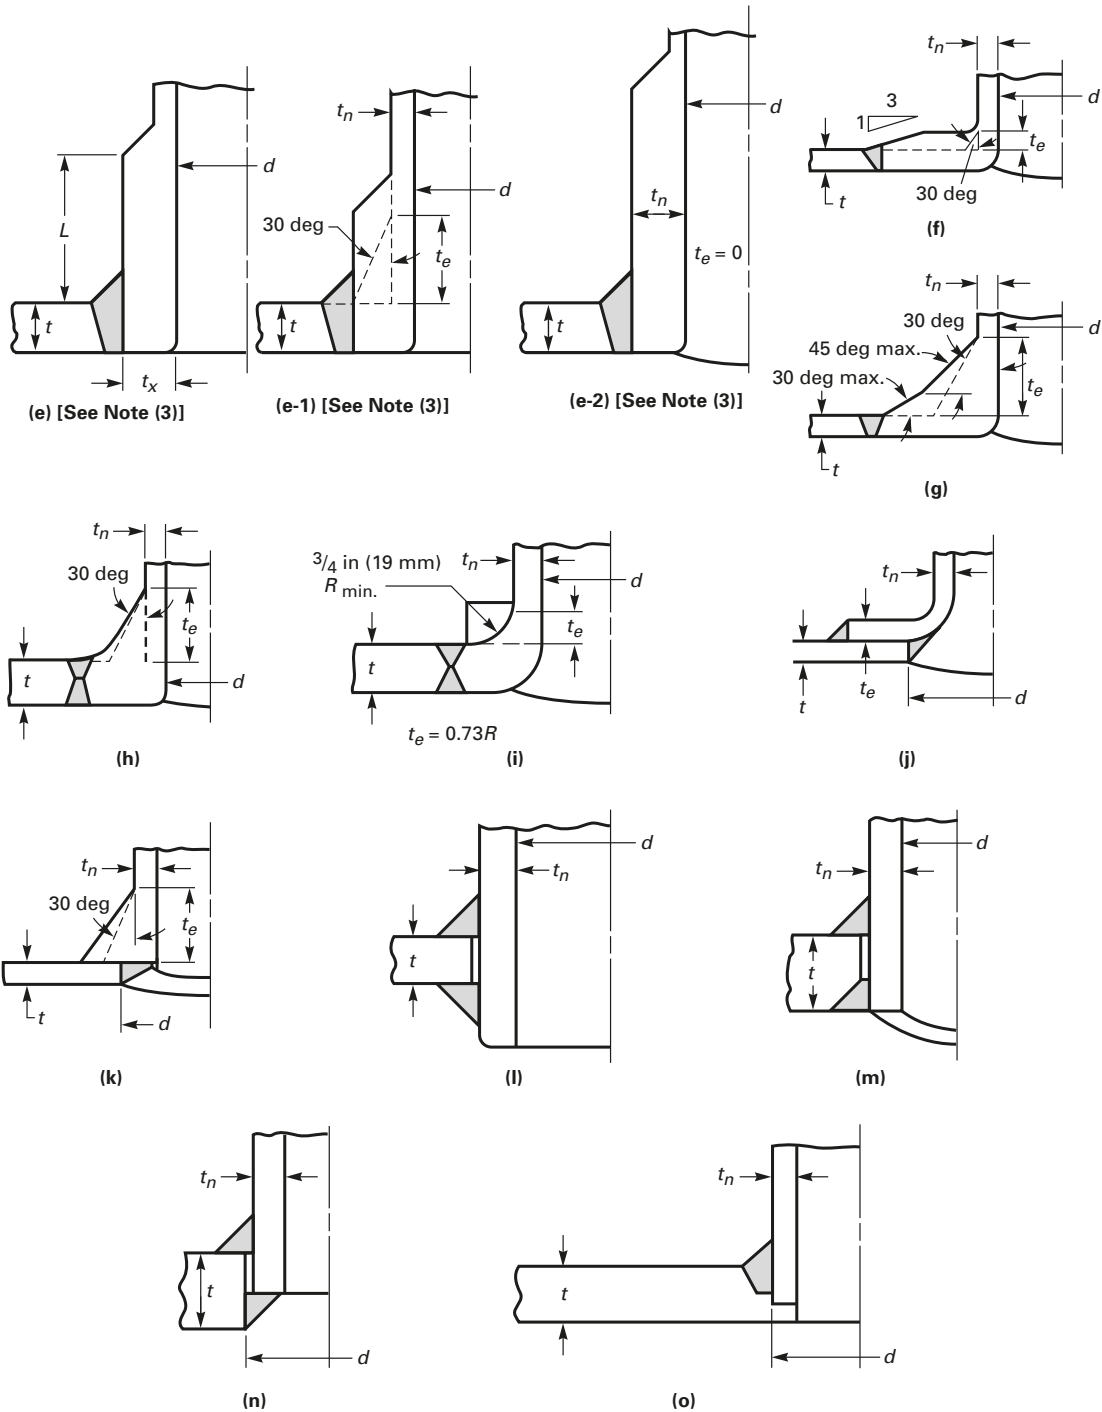 L
t
t_x
d
(e) [See Note (3)]
t_n
d
30 deg
t_e
t
(e-1) [See Note (3)]
d
t_n
t_e = 0
t
(e-2) [See Note (3)]
t_n
3
1
d
t_e
30 deg
t
(f)
t_n
30 deg
d
45 deg max.
30 deg max.
t_e
t
(g)
t_n
30 deg
t_e
t
d
(h)
3/4 in (19 mm)
R min.
t_n
d
t_e
t
t_e = 0.73R
(i)
t_n
t_e
t
d
(j)
t_n
30 deg
t_e
t
d
(k)
d
t_n
t
(l)
d
t_n
t
(m)
t_n
t
d
(n)
t_n
t
d
(o)